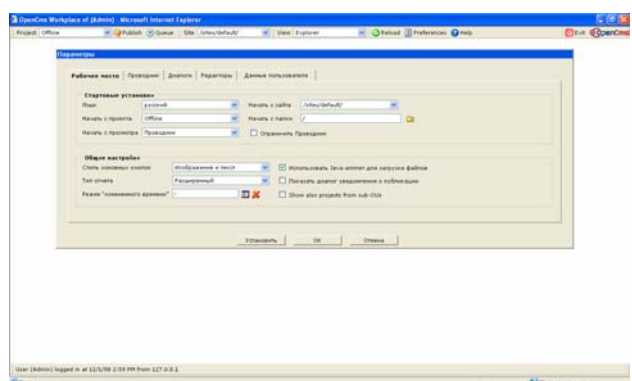 OpenCms Workplace of (Admin) - Microsoft Internet Explorer
Project Offline Publish Queue Site /sites/default/ View Explorer Reload Preferences Help Exit OpenCms
Параметры
Рабочее место Проводник Диалоги Редакторы Данные пользователя
Стартовые установки
Язык русский Начать с сайта /sites/default/
Начать с проекта Offline Начать с папки /
Начать с просмотра Проводник Ограничить Проводник
Общие настройки
Стиль основных кнопок Изображение и текст Использовать Java-апплет для загрузки файлов
Тип отчета Расширенный Показать диалог уведомления о публикации
Режим "измененного времени" - Show also projects from sub-OUs
Установить ОК Отмена
User (Admin) logged in at 12/1/08 2:59 PM from 127.0.0.1